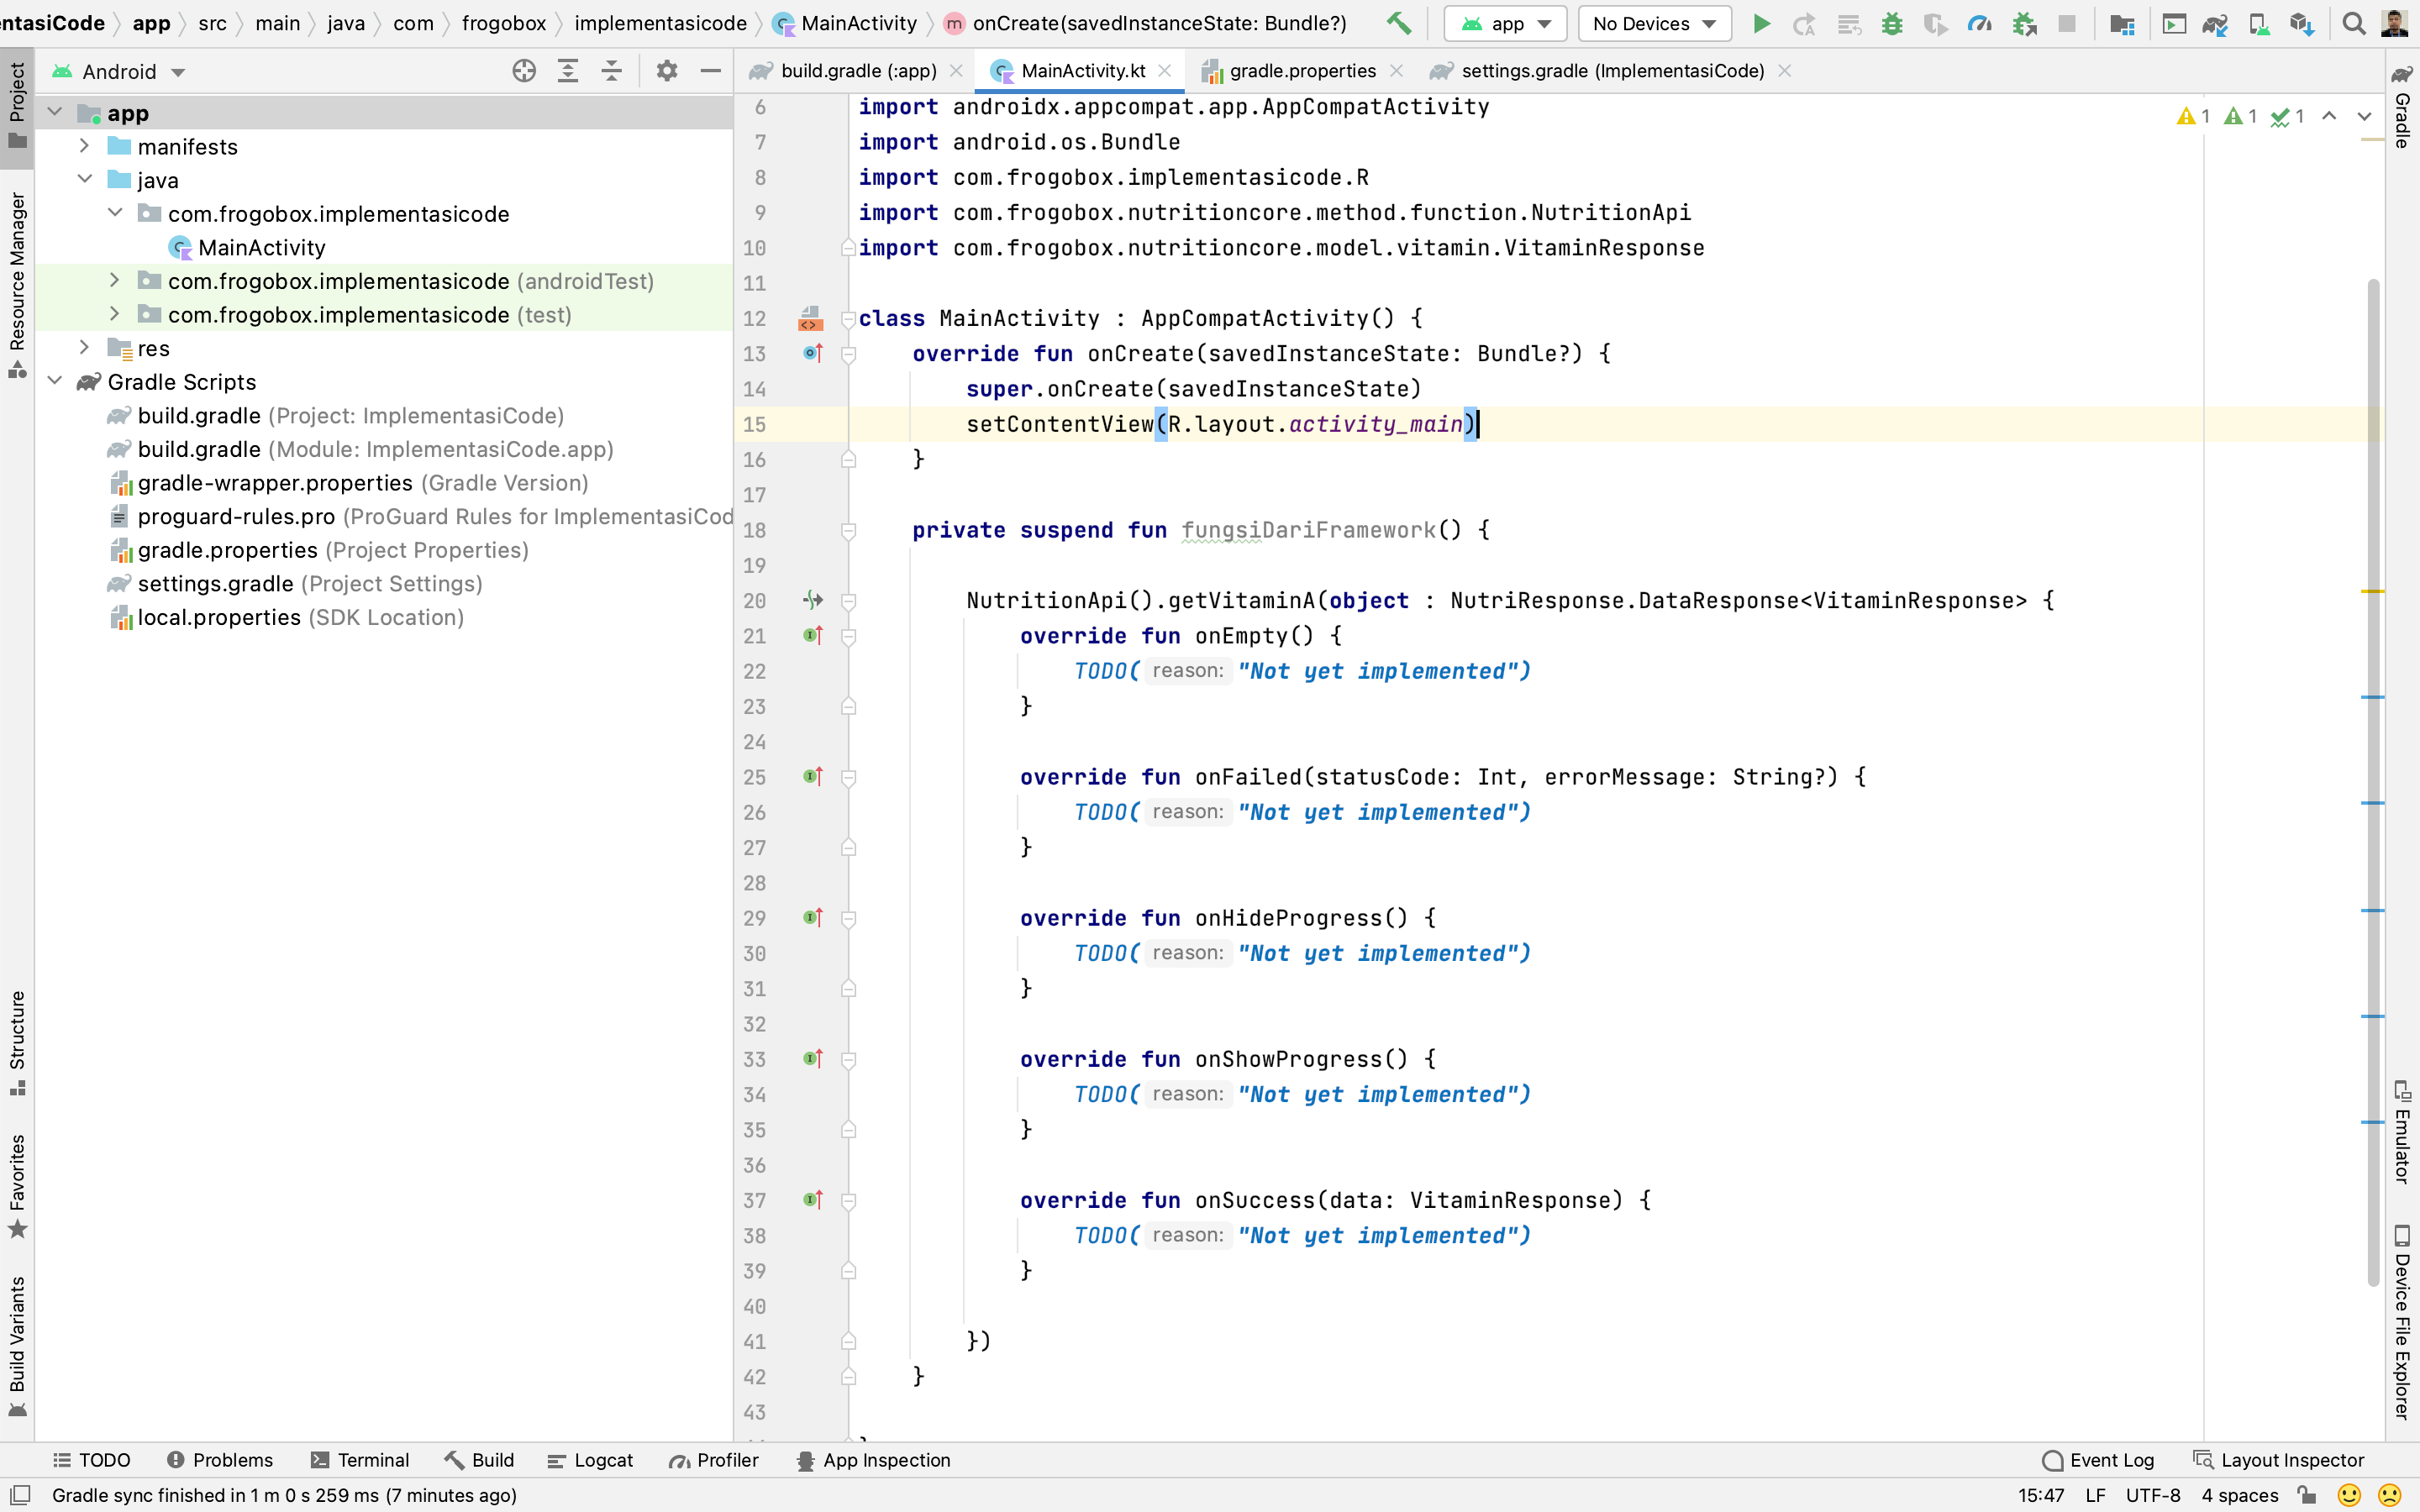 entasiCode app src main java com frogobox implementasicode MainActivity onCreate(savedInstanceState: Bundle?) app No Devices
Project
Resource Manager
Structure
Favorites
Build Variants
Android
app
manifests
java
com.frogobox.implementasicode
MainActivity
com.frogobox.implementasicode (androidTest)
com.frogobox.implementasicode (test)
res
Gradle Scripts
build.gradle (Project: ImplementasiCode)
build.gradle (Module: ImplementasiCode.app)
gradle-wrapper.properties (Gradle Version)
proguard-rules.pro (ProGuard Rules for ImplementasiCod
gradle.properties (Project Properties)
settings.gradle (Project Settings)
local.properties (SDK Location)
build.gradle (:app) MainActivity.kt gradle.properties settings.gradle (ImplementasiCode)
1 1 1
6 import androidx.appcompat.app.AppCompatActivity
7 import android.os.Bundle
8 import com.frogobox.implementasicode.R
9 import com.frogobox.nutritioncore.method.function.NutritionApi
10 import com.frogobox.nutritioncore.model.vitamin.VitaminResponse
11
12 class MainActivity : AppCompatActivity() {
13 override fun onCreate(savedInstanceState: Bundle?) {
14 super.onCreate(savedInstanceState)
15 setContentView(R.layout.activity_main)
16 }
17
18 private suspend fun fungsiDariFramework() {
19
20 NutritionApi().getVitaminA(object : NutriResponse.DataResponse<VitaminResponse> {
21 override fun onEmpty() {
22 TODO( reason: "Not yet implemented")
23 }
24
25 override fun onFailed(statusCode: Int, errorMessage: String?) {
26 TODO( reason: "Not yet implemented")
27 }
28
29 override fun onHideProgress() {
30 TODO( reason: "Not yet implemented")
31 }
32
33 override fun onShowProgress() {
34 TODO( reason: "Not yet implemented")
35 }
36
37 override fun onSuccess(data: VitaminResponse) {
38 TODO( reason: "Not yet implemented")
39 }
40
41 })
42 }
43
Gradle
Emulator
Device File Explorer
TODO Problems Terminal Build Logcat Profiler App Inspection Event Log Layout Inspector
Gradle sync finished in 1 m 0 s 259 ms (7 minutes ago) 15:47 LF UTF-8 4 spaces